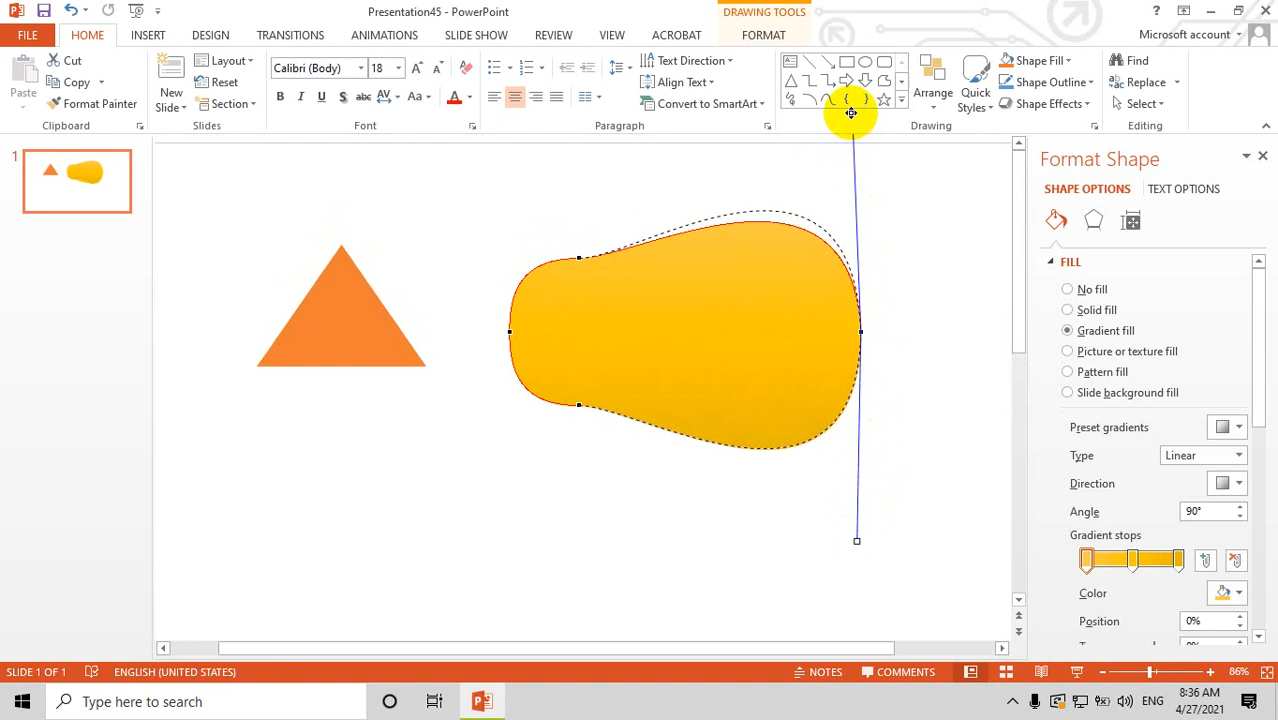 Presentation45 - PowerPoint
DRAWING TOOLS
?
FILE
HOME
INSERT
DESIGN
TRANSITIONS
ANIMATIONS
SLIDE SHOW
REVIEW
VIEW
ACROBAT
FORMAT
Microsoft account
Paste
Cut
Copy
Format Painter
Clipboard
New
Slide
Layout
Reset
Section
Slides
Calibri (Body)
18
B I U S abc AV Aa A
Font
Text Direction
Align Text
Convert to SmartArt
Paragraph
Arrange
Quick
Styles
Shape Fill
Shape Outline
Shape Effects
Drawing
Find
Replace
Select
Editing
1
Format Shape
SHAPE OPTIONS
TEXT OPTIONS
FILL
No fill
Solid fill
Gradient fill
Picture or texture fill
Pattern fill
Slide background fill
Preset gradients
Type
Linear
Direction
Angle
90°
Gradient stops
Color
Position
0%
SLIDE 1 OF 1
ENGLISH (UNITED STATES)
NOTES
COMMENTS
86%
Type here to search
ENG
8:36 AM
4/27/2021